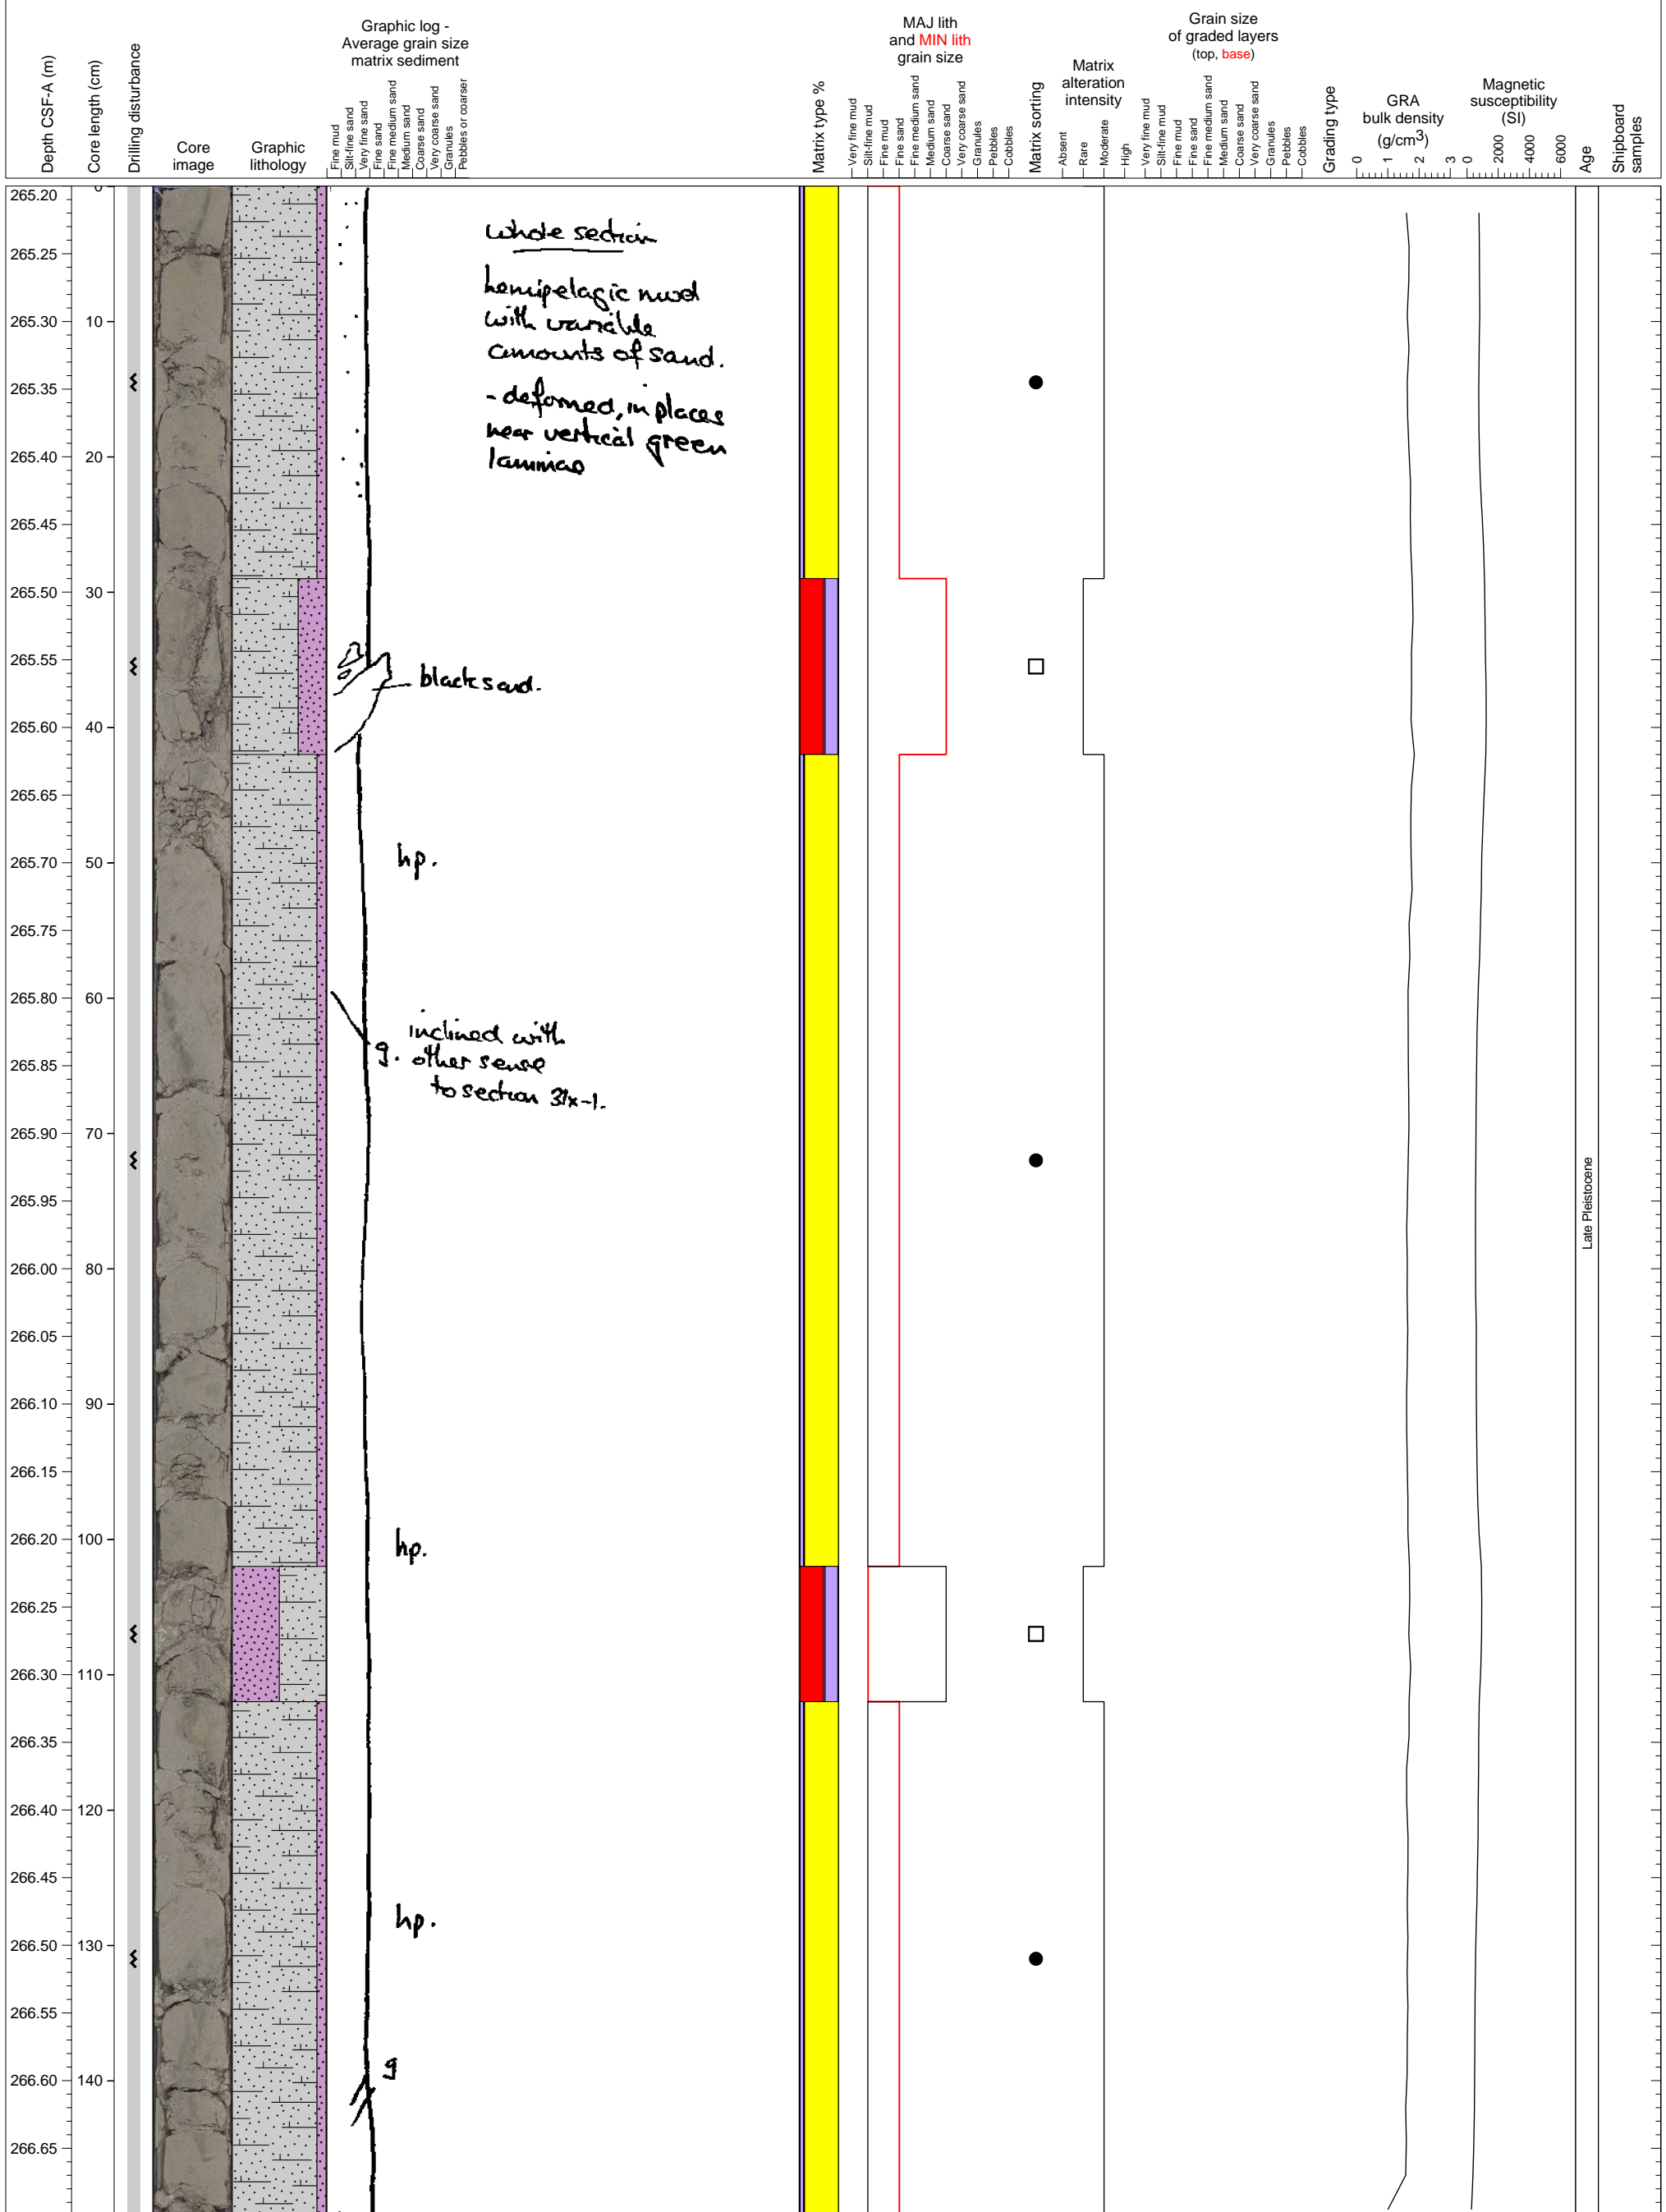 Depth CSF-A (m)
Core length (cm)
Drilling disturbance
Core
image
Graphic
lithology
Graphic log -
Average grain size
matrix sediment
Fine mud
Silt-fine sand
Very fine sand
Fine sand
Fine medium sand
Medium sand
Coarse sand
Very coarse sand
Granules
Pebbles or coarser
Matrix type %
MAJ lith
and MIN lith
grain size
Very fine mud
Silt-fine mud
Fine mud
Fine sand
Fine medium sand
Medium sand
Coarse sand
Very coarse sand
Granules
Pebbles
Cobbles
Matrix sorting
Matrix
alteration
intensity
Absent
Rare
Moderate
High
Grain size
of graded layers
(top, base)
Very fine mud
Silt-fine mud
Fine mud
Fine sand
Fine medium sand
Medium sand
Coarse sand
Very coarse sand
Granules
Pebbles
Cobbles
Grading type
GRA
bulk density
(g/cm3)
0 1 2 3
Magnetic
susceptibility
(SI)
0 2000 4000 6000
Age
Shipboard
samples
265.20 0
265.25
265.30 10
265.35
265.40 20
265.45
265.50 30
265.55
265.60 40
265.65
265.70 50
265.75
265.80 60
265.85
265.90 70
265.95
266.00 80
266.05
266.10 90
266.15
266.20 100
266.25
266.30 110
266.35
266.40 120
266.45
266.50 130
266.55
266.60 140
266.65
whole section
hemipelagic mud
with variable
amounts of sand.
- deformed, in places
near vertical green
laminae
black sand.
hp.
inclined with
g. other sense
to section 31x-1.
hp.
hp.
g
Late Pleistocene